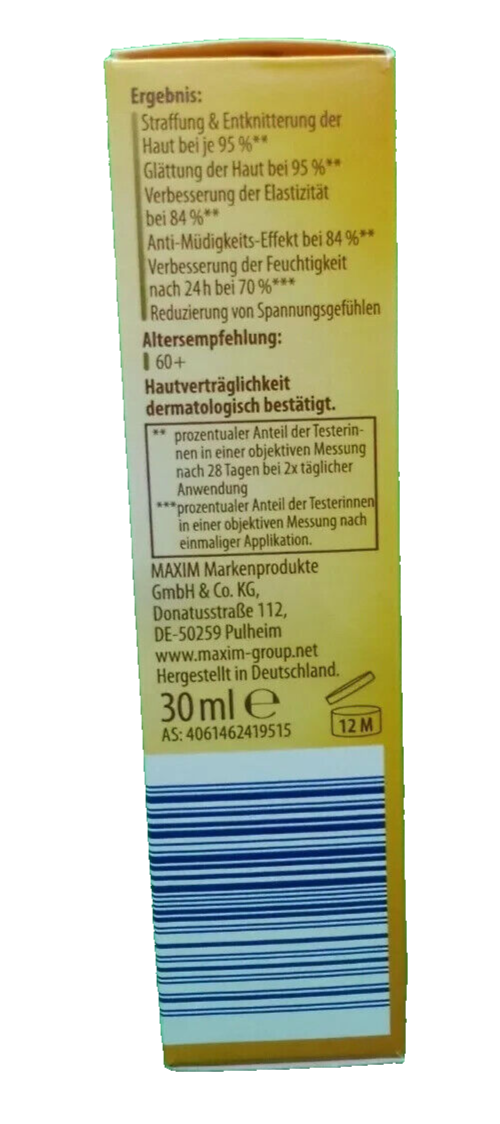 Ergebnis:
Straffung & Entknitterung der
Haut bei je 95 %**
Glättung der Haut bei 95 %**
Verbesserung der Elastizität
bei 84 %**
Anti-Müdigkeits-Effekt bei 84 %**
Verbesserung der Feuchtigkeit
nach 24 h bei 70 %***
Reduzierung von Spannungsgefühlen
Altersempfehlung:
60+
Hautverträglichkeit
dermatologisch bestätigt.
** prozentualer Anteil der Testerin-
nen in einer objektiven Messung
nach 28 Tagen bei 2x täglicher
Anwendung
***prozentualer Anteil der Testerinnen
in einer objektiven Messung nach
einmaliger Applikation.
MAXIM Markenprodukte
GmbH & Co. KG,
Donatusstraße 112,
DE-50259 Pulheim
www.maxim-group.net
Hergestellt in Deutschland.
30 ml ℮
12 M
AS: 4061462419515